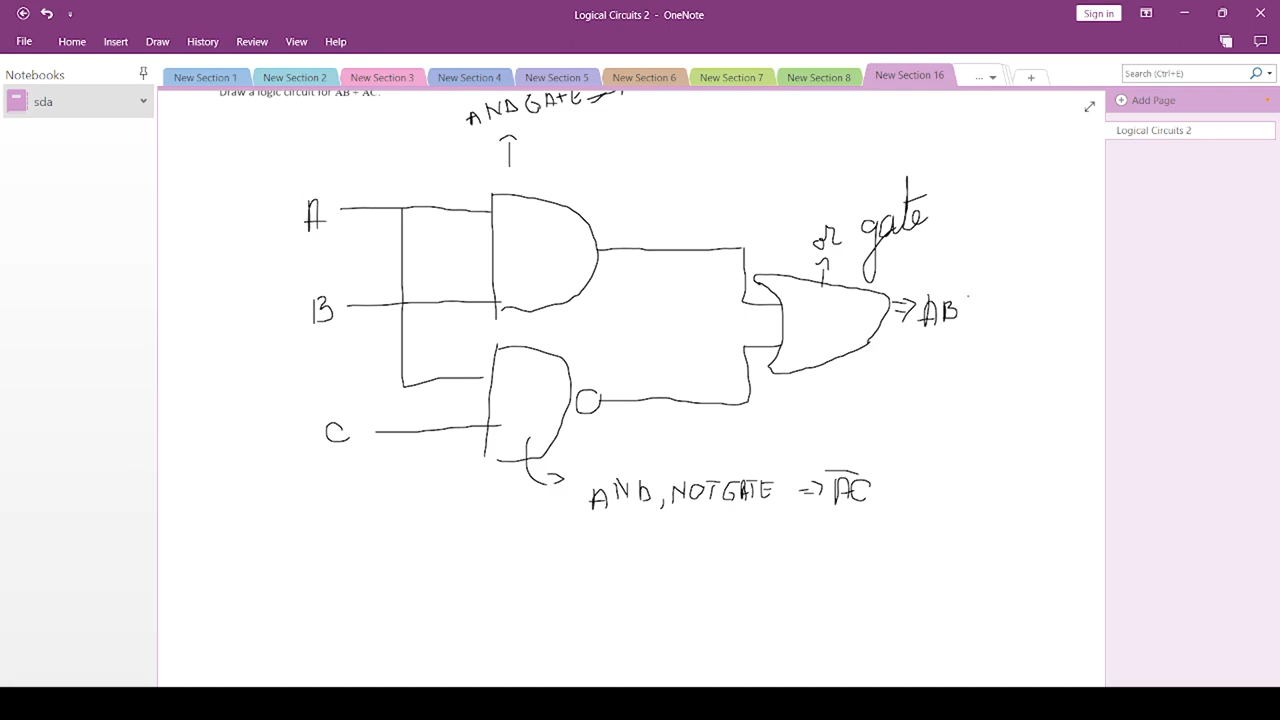 Logical Circuits 2 - OneNote
Sign in
File Home Insert Draw History Review View Help
Notebooks
sda
New Section 1 New Section 2 New Section 3 New Section 4 New Section 5 New Section 6 New Section 7 New Section 8 New Section 16 ...
Search (Ctrl+E)
Add Page
Logical Circuits 2
Draw a logic circuit for AB + AC.
AND GATE
A
or gate
B
⇒ AB
C
AND, NOT GATE ⇒ A̅C̅